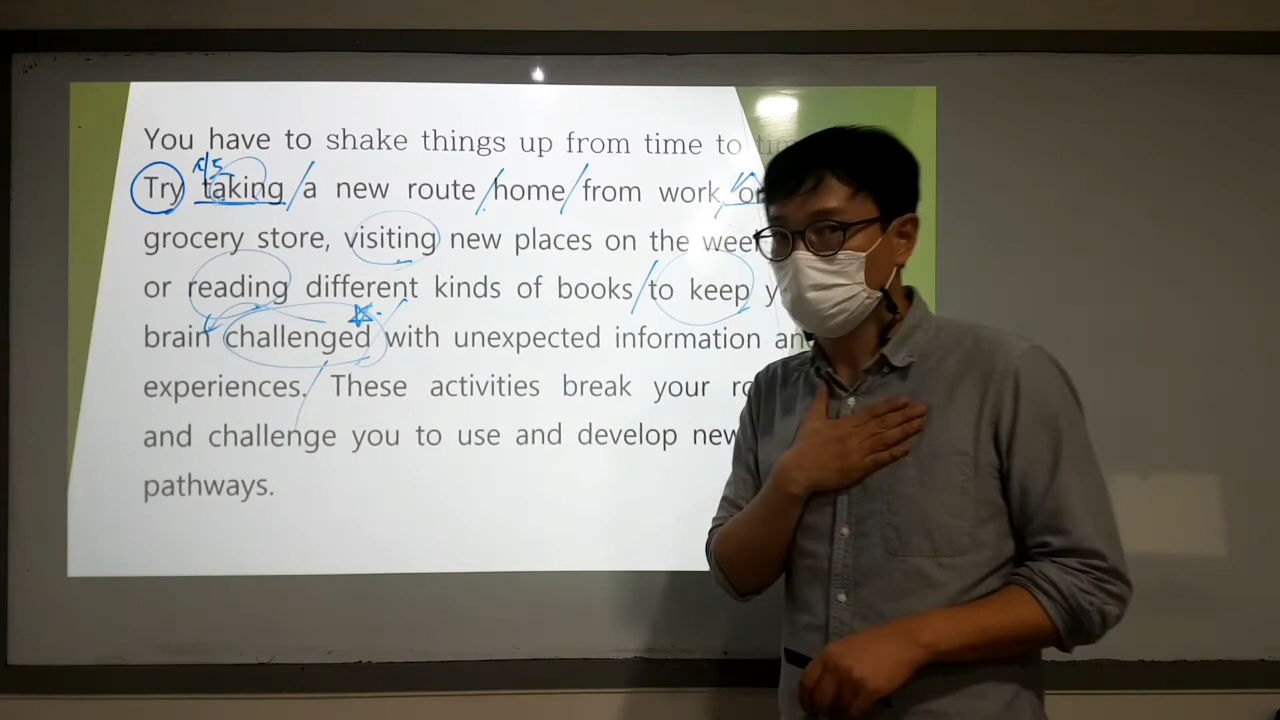 You have to shake things up from time to
Try taking a new route home from work, or
grocery store, visiting new places on the
or reading different kinds of books to keep
brain challenged with unexpected information
experiences. These activities break your
and challenge you to use and develop new
pathways.